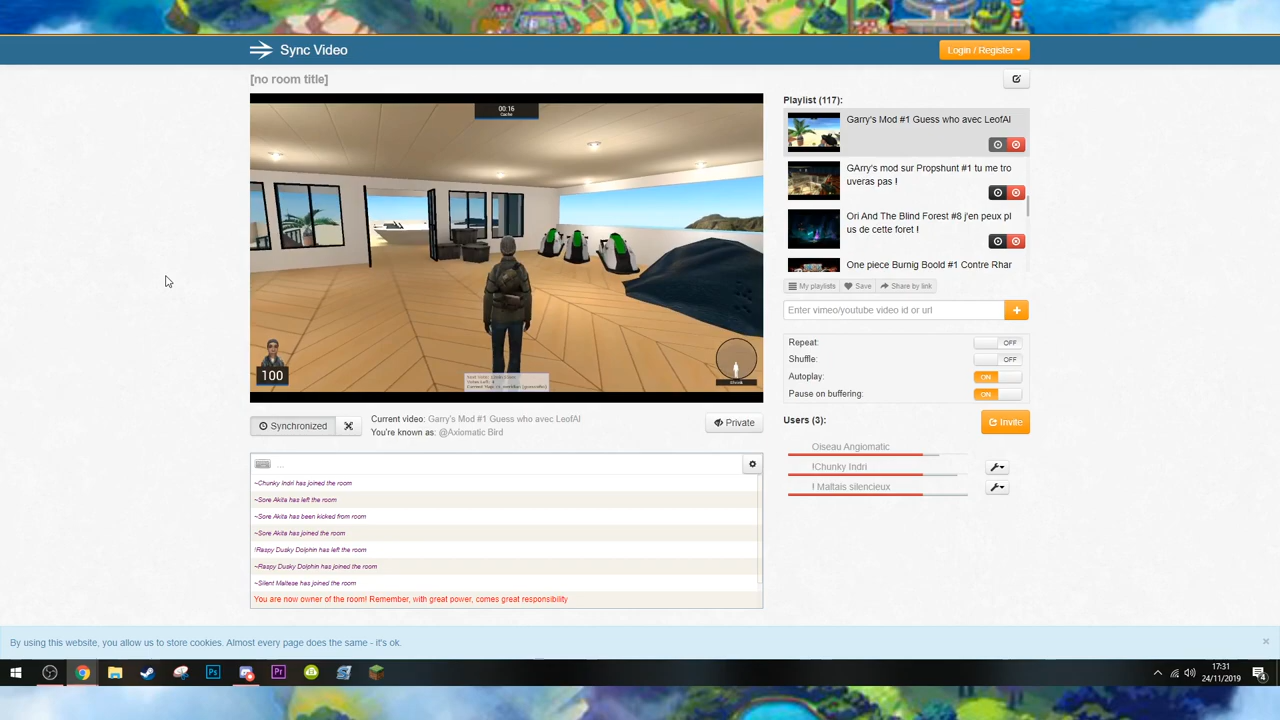 Sync Video
Login / Register
[no room title]
00:16
Cache
100
Playlist (117):
Garry's Mod #1 Guess who avec LeofAl
GArry's mod sur Propshunt #1 tu me tro
uveras pas !
Ori And The Blind Forest #8 j'en peux pl
us de cette foret !
One piece Burnig Boold #1 Contre Rhar
My playlists Save Share by link
Enter vimeo/youtube video id or url
Repeat: OFF
Shuffle: OFF
Autoplay: ON
Pause on buffering: ON
Synchronized
Current video: Garry's Mod #1 Guess who avec LeofAl
You're known as: @Axiomatic Bird
Private
Users (3):
Invite
Oiseau Angiomatic
!Chunky Indri
! Maltais silencieux
...
~Chunky Indri has joined the room
~Sore Akita has left the room
~Sore Akita has been kicked from room
~Sore Akita has joined the room
!Raspy Dusky Dolphin has left the room
~Raspy Dusky Dolphin has joined the room
~Silent Maltese has joined the room
You are now owner of the room! Remember, with great power, comes great responsibility
By using this website, you allow us to store cookies. Almost every page does the same - it's ok.
Ps
Pr
17:31
24/11/2019
4